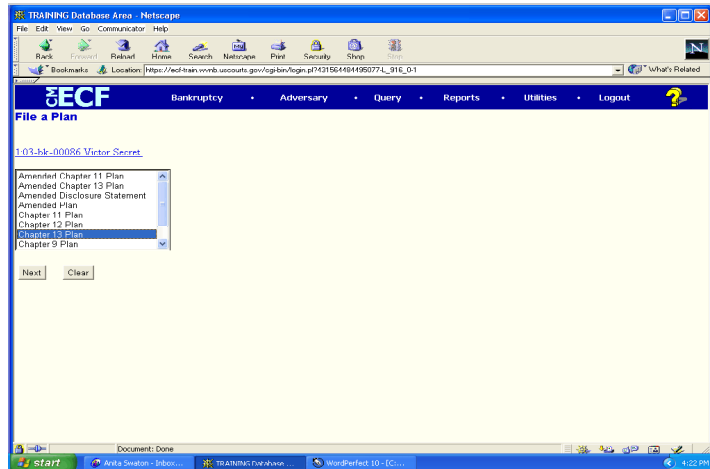 TRAINING Database Area - Netscape
File Edit View Go Communicator Help
Back Forward Reload Home Search Netscape Print Security Shop Stop
Bookmarks Location: https://ecf-train.wvnb.uscourts.gov/cgi-bin/login.pl?431564484495077-L_916_0-1 What's Related
CM ECF Bankruptcy • Adversary • Query • Reports • Utilities • Logout ?
File a Plan
1:03-bk-00086 Victor Secret
Amended Chapter 11 Plan
Amended Chapter 13 Plan
Amended Disclosure Statement
Amended Plan
Chapter 11 Plan
Chapter 12 Plan
Chapter 13 Plan
Chapter 9 Plan
Next Clear
Document: Done
start Anita Swaton - Inbox... TRAINING Database ... WordPerfect 10 - [C:... 4:22 PM